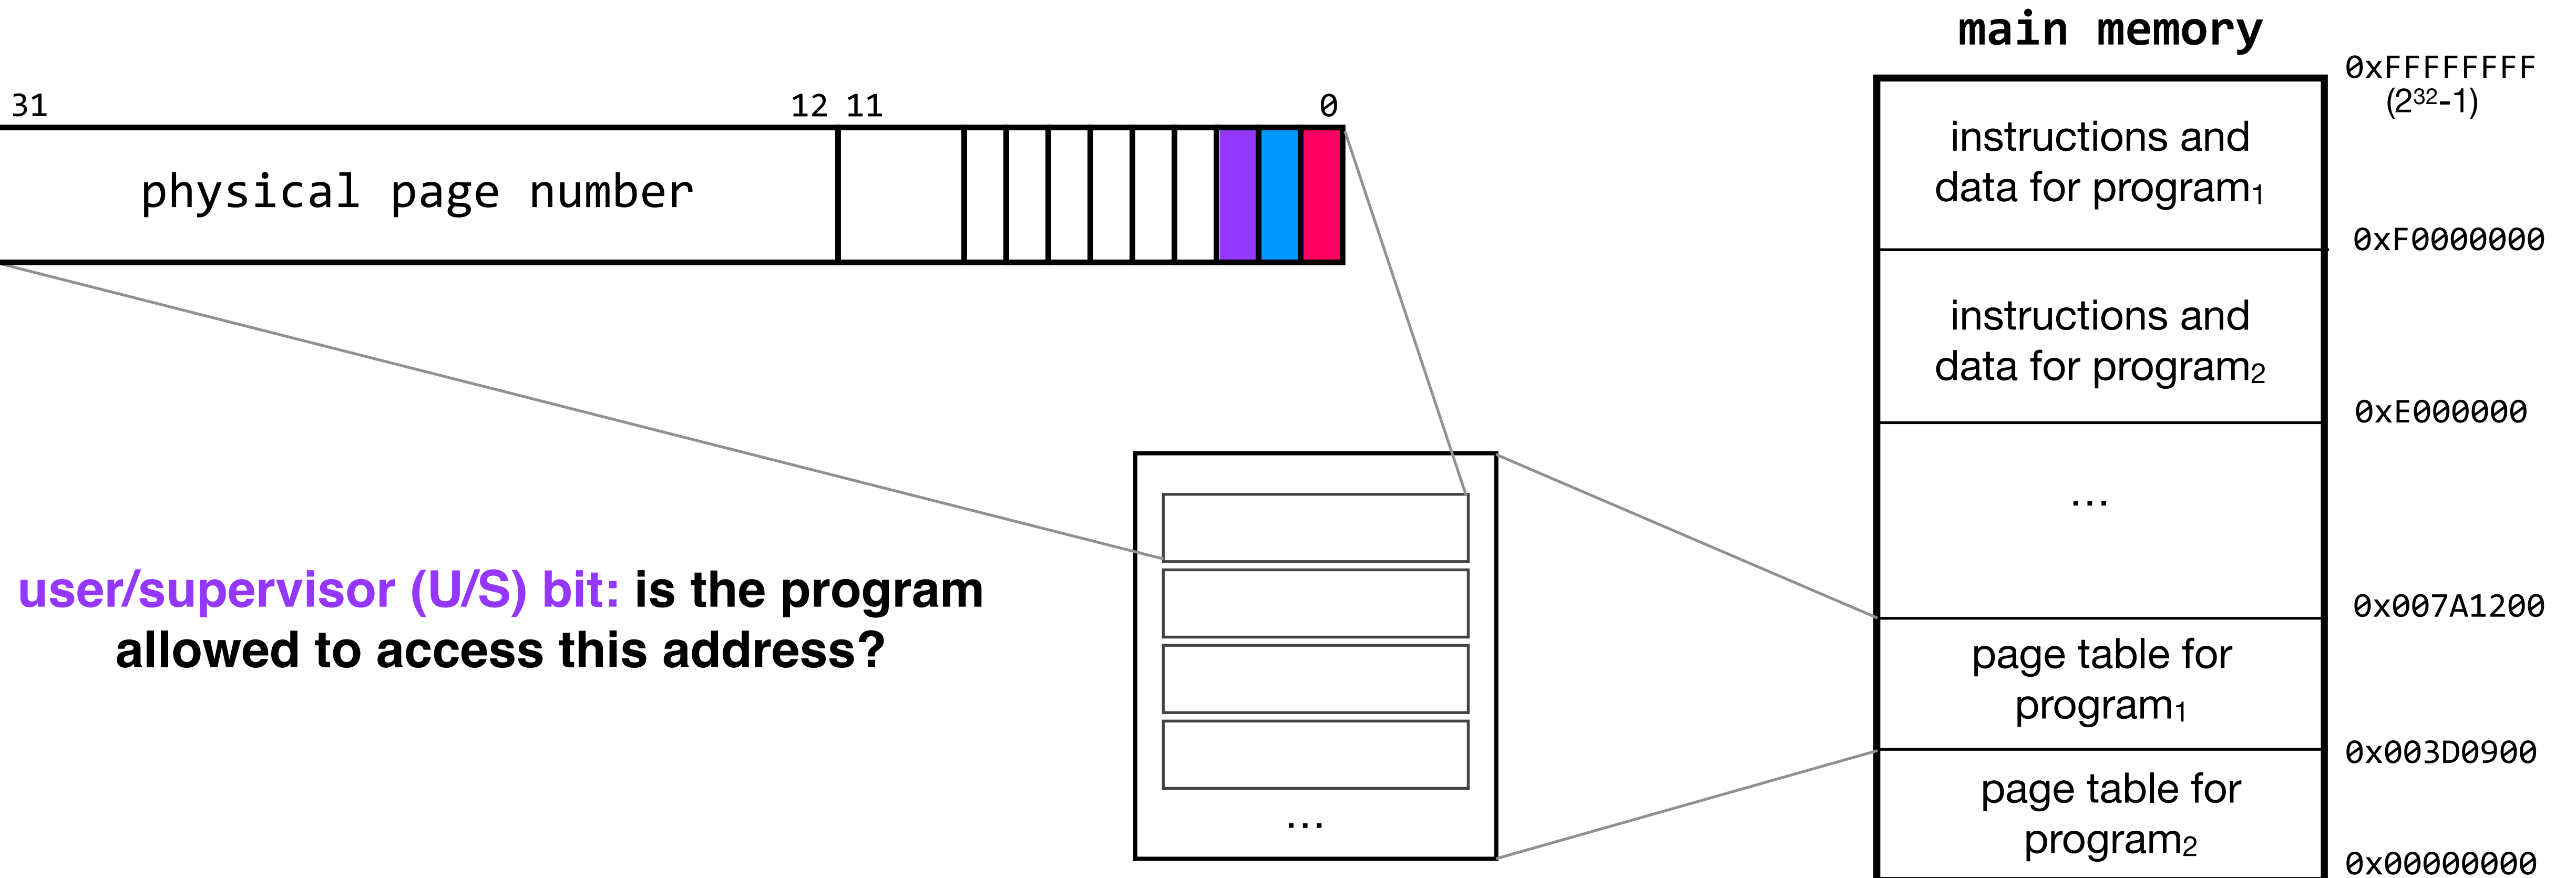 main memory
31 12 11 0
physical page number
user/supervisor (U/S) bit: is the program
allowed to access this address?
...
0xFFFFFFFF
(2³²-1)
instructions and
data for program₁
0xF0000000
instructions and
data for program₂
0xE000000
...
0x007A1200
page table for
program₁
0x003D0900
page table for
program₂
0x00000000